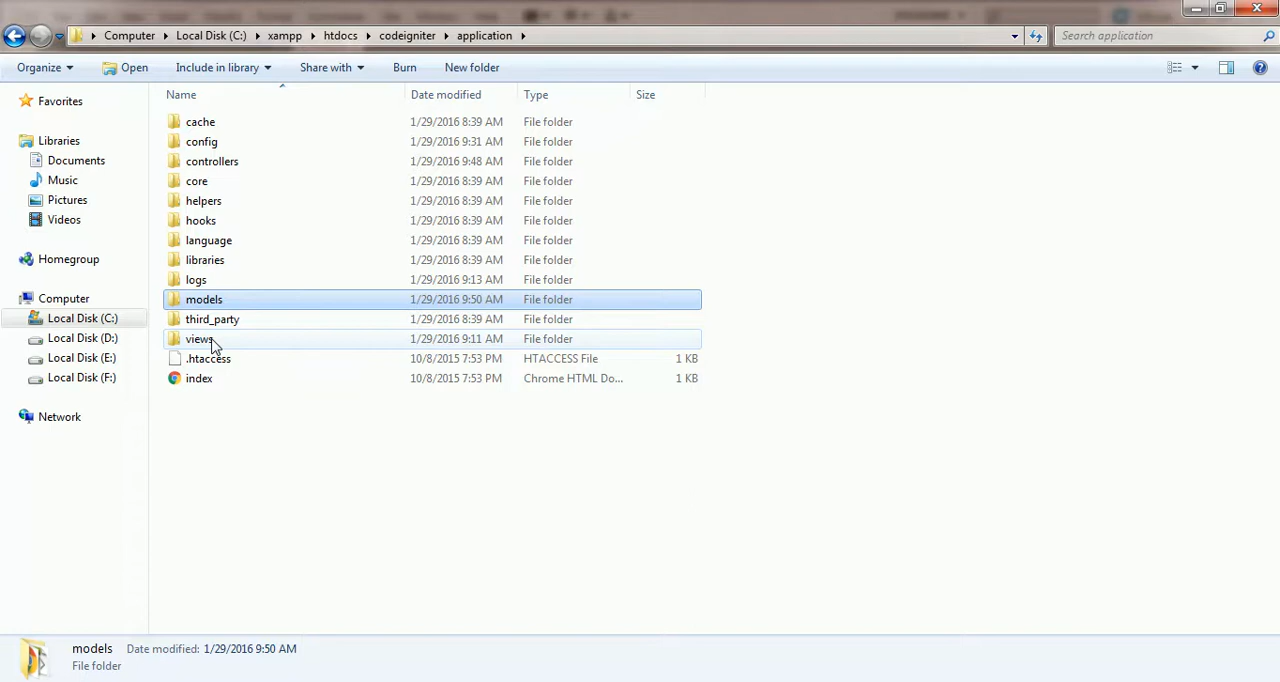 Computer Local Disk (C:) xampp htdocs codeigniter application
Search application
Organize Open Include in library Share with Burn New folder
Name Date modified Type Size
Favorites
Libraries
Documents
Music
Pictures
Videos
Homegroup
Computer
Local Disk (C:)
Local Disk (D:)
Local Disk (E:)
Local Disk (F:)
Network
cache 1/29/2016 8:39 AM File folder
config 1/29/2016 9:31 AM File folder
controllers 1/29/2016 9:48 AM File folder
core 1/29/2016 8:39 AM File folder
helpers 1/29/2016 8:39 AM File folder
hooks 1/29/2016 8:39 AM File folder
language 1/29/2016 8:39 AM File folder
libraries 1/29/2016 8:39 AM File folder
logs 1/29/2016 9:13 AM File folder
models 1/29/2016 9:50 AM File folder
third_party 1/29/2016 8:39 AM File folder
views 1/29/2016 9:11 AM File folder
.htaccess 10/8/2015 7:53 PM HTACCESS File 1 KB
index 10/8/2015 7:53 PM Chrome HTML Do... 1 KB
models Date modified: 1/29/2016 9:50 AM
File folder